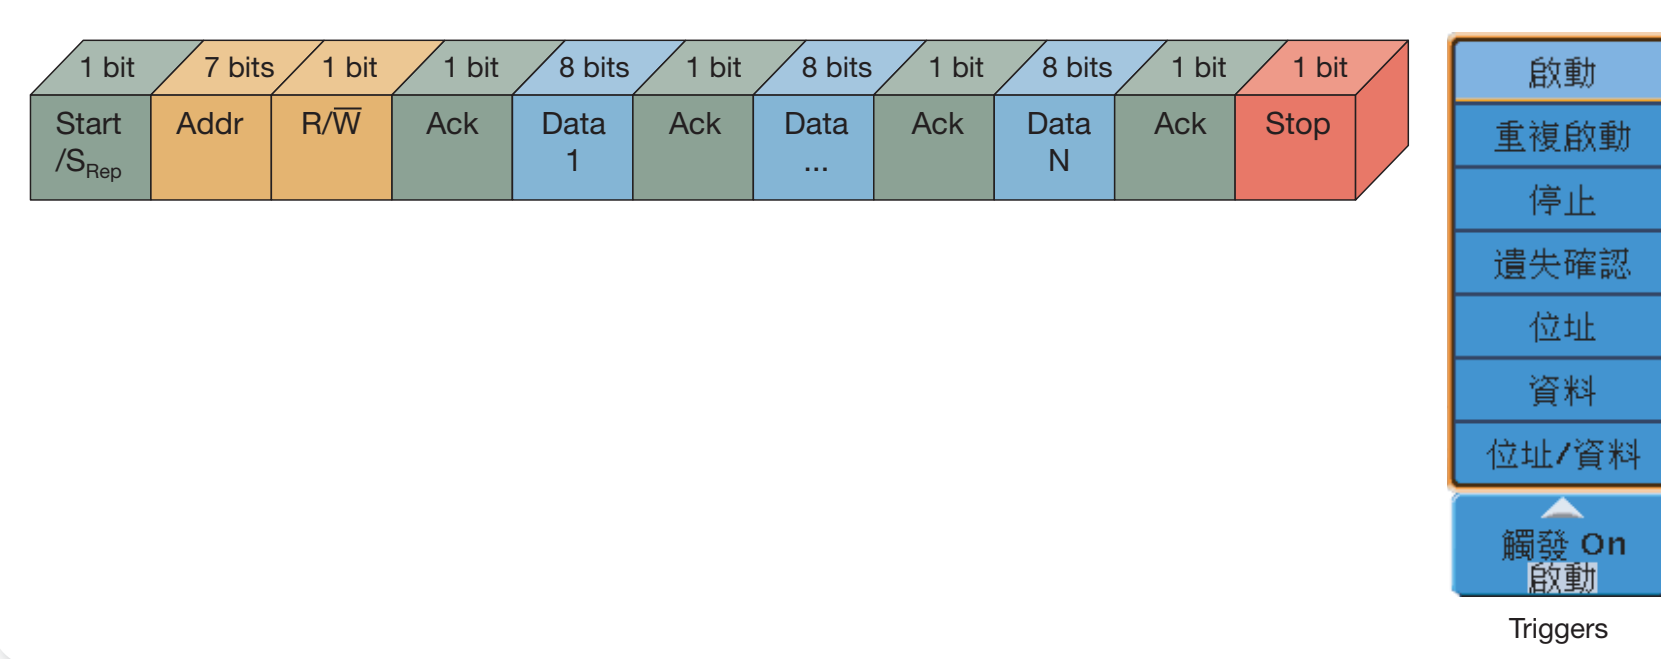 1 bit 7 bits 1 bit 1 bit 8 bits 1 bit 8 bits 1 bit 8 bits 1 bit 1 bit
Start Addr R/W̅ Ack Data Ack Data Ack Data Ack Stop
/SRep 1 ... N
啟動
重複啟動
停止
遺失確認
位址
資料
位址/資料
觸發 On
啟動
Triggers